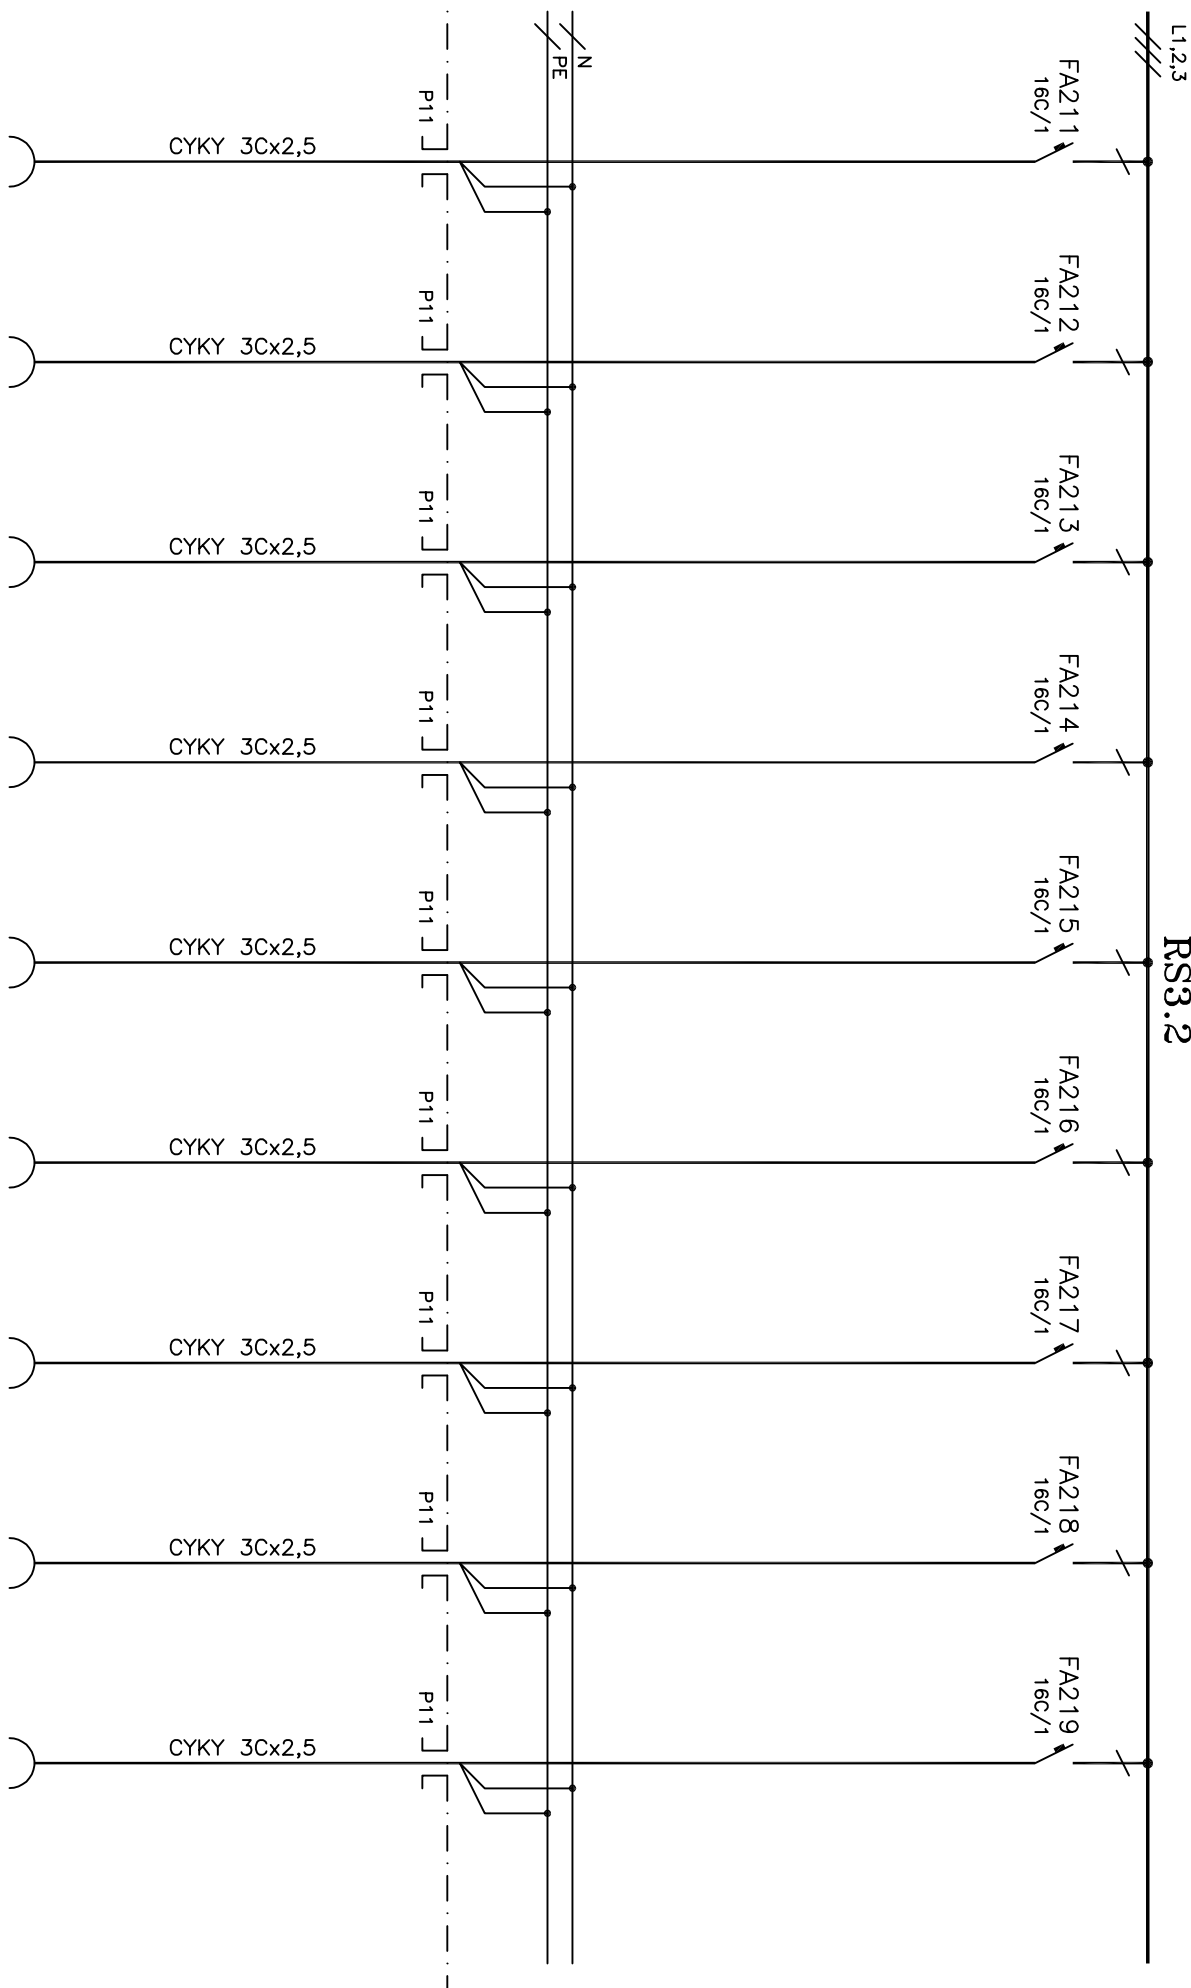 RS3.2
L1,2,3
FA211
16C/1
FA212
16C/1
FA213
16C/1
FA214
16C/1
FA215
16C/1
FA216
16C/1
FA217
16C/1
FA218
16C/1
FA219
16C/1
N
PE
P11
P11
P11
P11
P11
P11
P11
P11
P11
CYKY 3Cx2,5
CYKY 3Cx2,5
CYKY 3Cx2,5
CYKY 3Cx2,5
CYKY 3Cx2,5
CYKY 3Cx2,5
CYKY 3Cx2,5
CYKY 3Cx2,5
CYKY 3Cx2,5